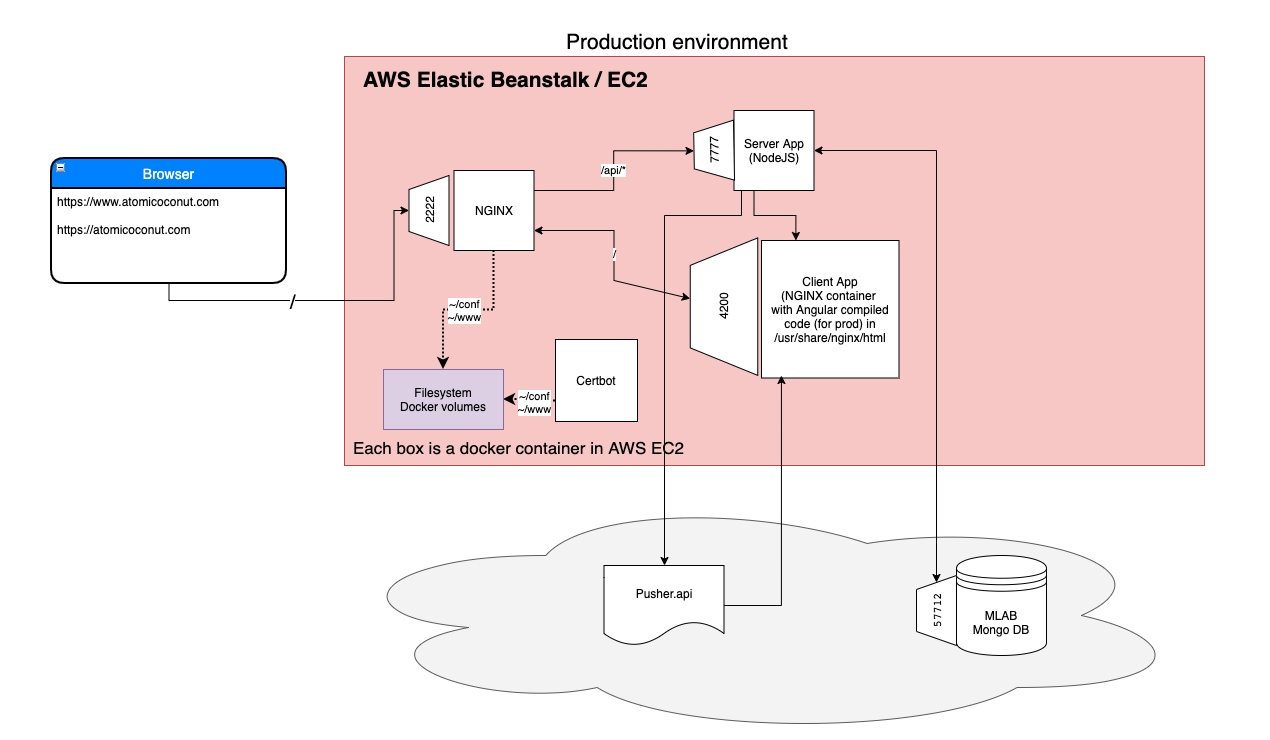 Production environment
AWS Elastic Beanstalk / EC2
Browser
https://www.atomicoconut.com
https://atomicoconut.com
/
2222
NGINX
/api/*
7777
Server App
(NodeJS)
/
4200
Client App
(NGINX container
with Angular compiled
code (for prod) in
/usr/share/nginx/html
~/conf
~/www
Filesystem
Docker volumes
~/conf
~/www
Certbot
Each box is a docker container in AWS EC2
Pusher.api
57712
MLAB
Mongo DB